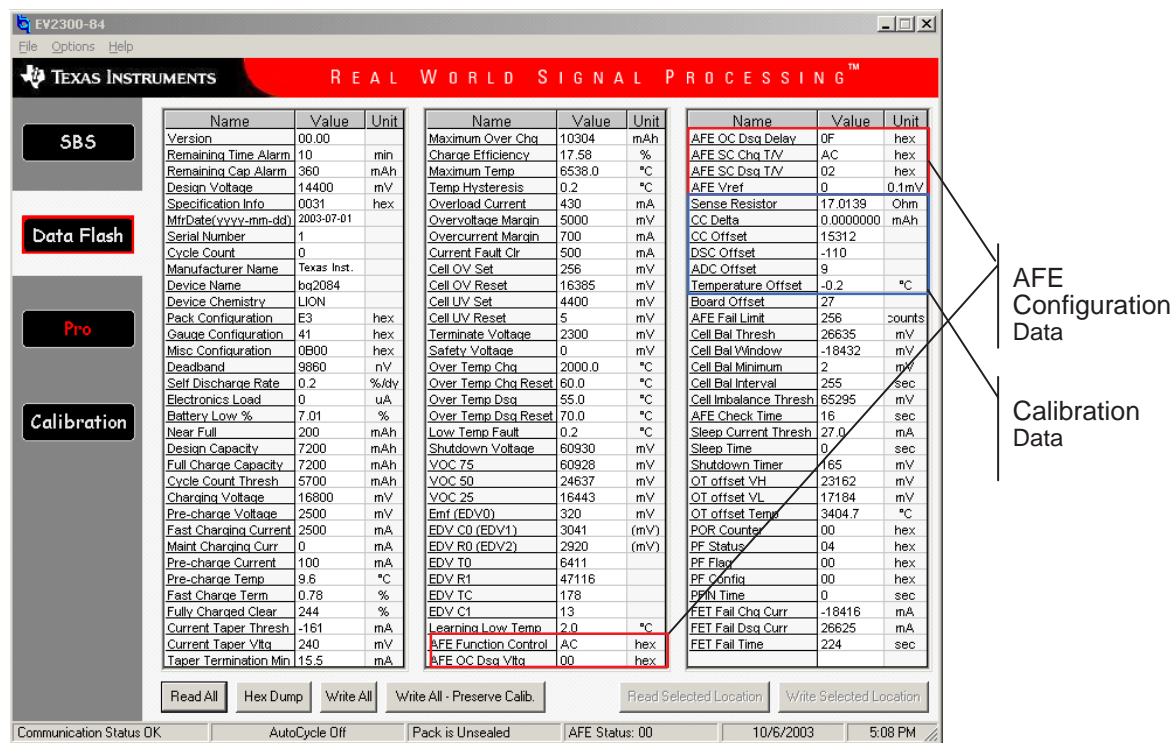 EV2300-84
File Options Help
TEXAS INSTRUMENTS REAL WORLD SIGNAL PROCESSING™
SBS
Data Flash
Pro
Calibration
Name Value Unit
Version 00.00
Remaining Time Alarm 10 min
Remaining Cap Alarm 360 mAh
Design Voltage 14400 mV
Specification Info 0031 hex
MfrDate(yyyy-mm-dd) 2003-07-01
Serial Number 1
Cycle Count 0
Manufacturer Name Texas Inst.
Device Name bq2084
Device Chemistry LION
Pack Configuration E3 hex
Gauge Configuration 41 hex
Misc Configuration 0B00 hex
Deadband 9860 nV
Self Discharge Rate 0.2 %/dy
Electronics Load 0 uA
Battery Low % 7.01 %
Near Full 200 mAh
Design Capacity 7200 mAh
Full Charge Capacity 7200 mAh
Cycle Count Thresh 5700 mAh
Charging Voltage 16800 mV
Pre-charge Voltage 2500 mV
Fast Charging Current 2500 mA
Maint Charging Curr 0 mA
Pre-charge Current 100 mA
Pre-charge Temp 9.6 °C
Fast Charge Term 0.78 %
Fully Charged Clear 244 %
Current Taper Thresh -161 mA
Current Taper Vltg 240 mV
Taper Termination Min 15.5 mA
Name Value Unit
Maximum Over Chg 10304 mAh
Charge Efficiency 17.58 %
Maximum Temp 6538.0 °C
Temp Hysteresis 0.2 °C
Overload Current 430 mA
Overvoltage Margin 5000 mV
Overcurrent Margin 700 mA
Current Fault Clr 500 mA
Cell OV Set 256 mV
Cell OV Reset 16385 mV
Cell UV Set 4400 mV
Cell UV Reset 5 mV
Terminate Voltage 2300 mV
Safety Voltage 0 mV
Over Temp Chg 2000.0 °C
Over Temp Chg Reset 60.0 °C
Over Temp Dsg 55.0 °C
Over Temp Dsg Reset 70.0 °C
Low Temp Fault 0.2 °C
Shutdown Voltage 60930 mV
VOC 75 60928 mV
VOC 50 24637 mV
VOC 25 16443 mV
Emf (EDV0) 320 mV
EDV C0 (EDV1) 3041 (mV)
EDV R0 (EDV2) 2920 (mV)
EDV T0 6411
EDV R1 47116
EDV TC 178
EDV C1 13
Learning Low Temp 2.0 °C
AFE Function Control AC hex
AFE OC Dsg Vltg 00 hex
Name Value Unit
AFE OC Dsg Delay 0F hex
AFE SC Chg T/V AC hex
AFE SC Dsg T/V 02 hex
AFE Vref 0 0.1mV
Sense Resistor 17.0139 Ohm
CC Delta 0.0000000 mAh
CC Offset 15312
DSC Offset -110
ADC Offset 9
Temperature Offset -0.2 °C
Board Offset 27
AFE Fail Limit 256 counts
Cell Bal Thresh 26635 mV
Cell Bal Window -18432 mV
Cell Bal Minimum 2 mV
Cell Bal Interval 255 sec
Cell Imbalance Thresh 65295 mV
AFE Check Time 16 sec
Sleep Current Thresh 27.0 mA
Sleep Time 0 sec
Shutdown Timer 165 mV
OT offset VH 23162 mV
OT offset VL 17184 mV
OT offset Temp 3404.7 °C
POR Counter 00 hex
PF Status 04 hex
PF Flag 00 hex
PF Config 00 hex
PFIN Time 0 sec
FET Fail Chg Curr -18416 mA
FET Fail Dsg Curr 26625 mA
FET Fail Time 224 sec
AFE
Configuration
Data
Calibration
Data
Read All Hex Dump Write All Write All - Preserve Calib. Read Selected Location Write Selected Location
Communication Status OK AutoCycle Off Pack is Unsealed AFE Status: 00 10/6/2003 5:08 PM